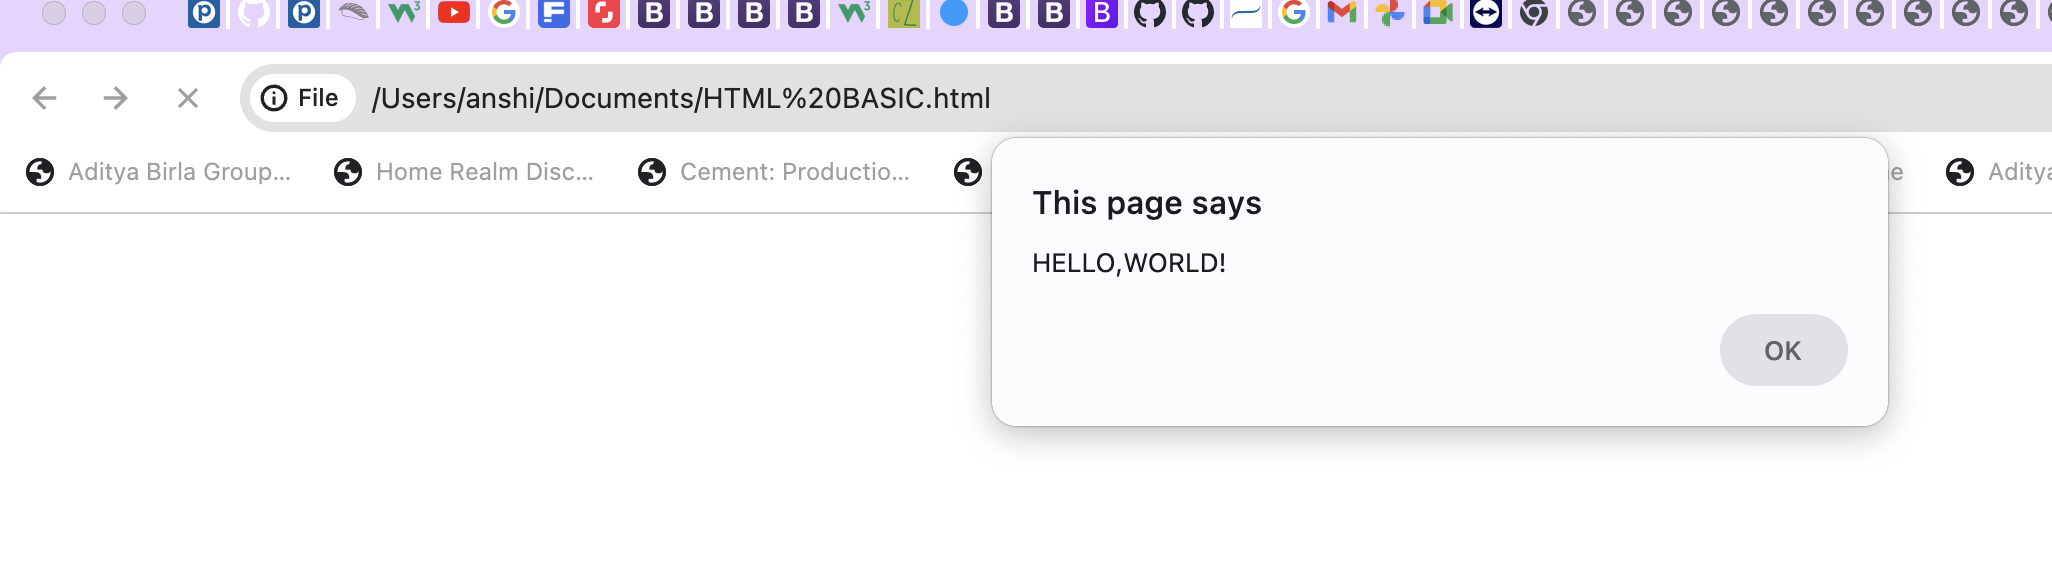 File /Users/anshi/Documents/HTML%20BASIC.html
Aditya Birla Group... Home Realm Disc... Cement: Productio... Aditya
This page says
HELLO,WORLD!
OK